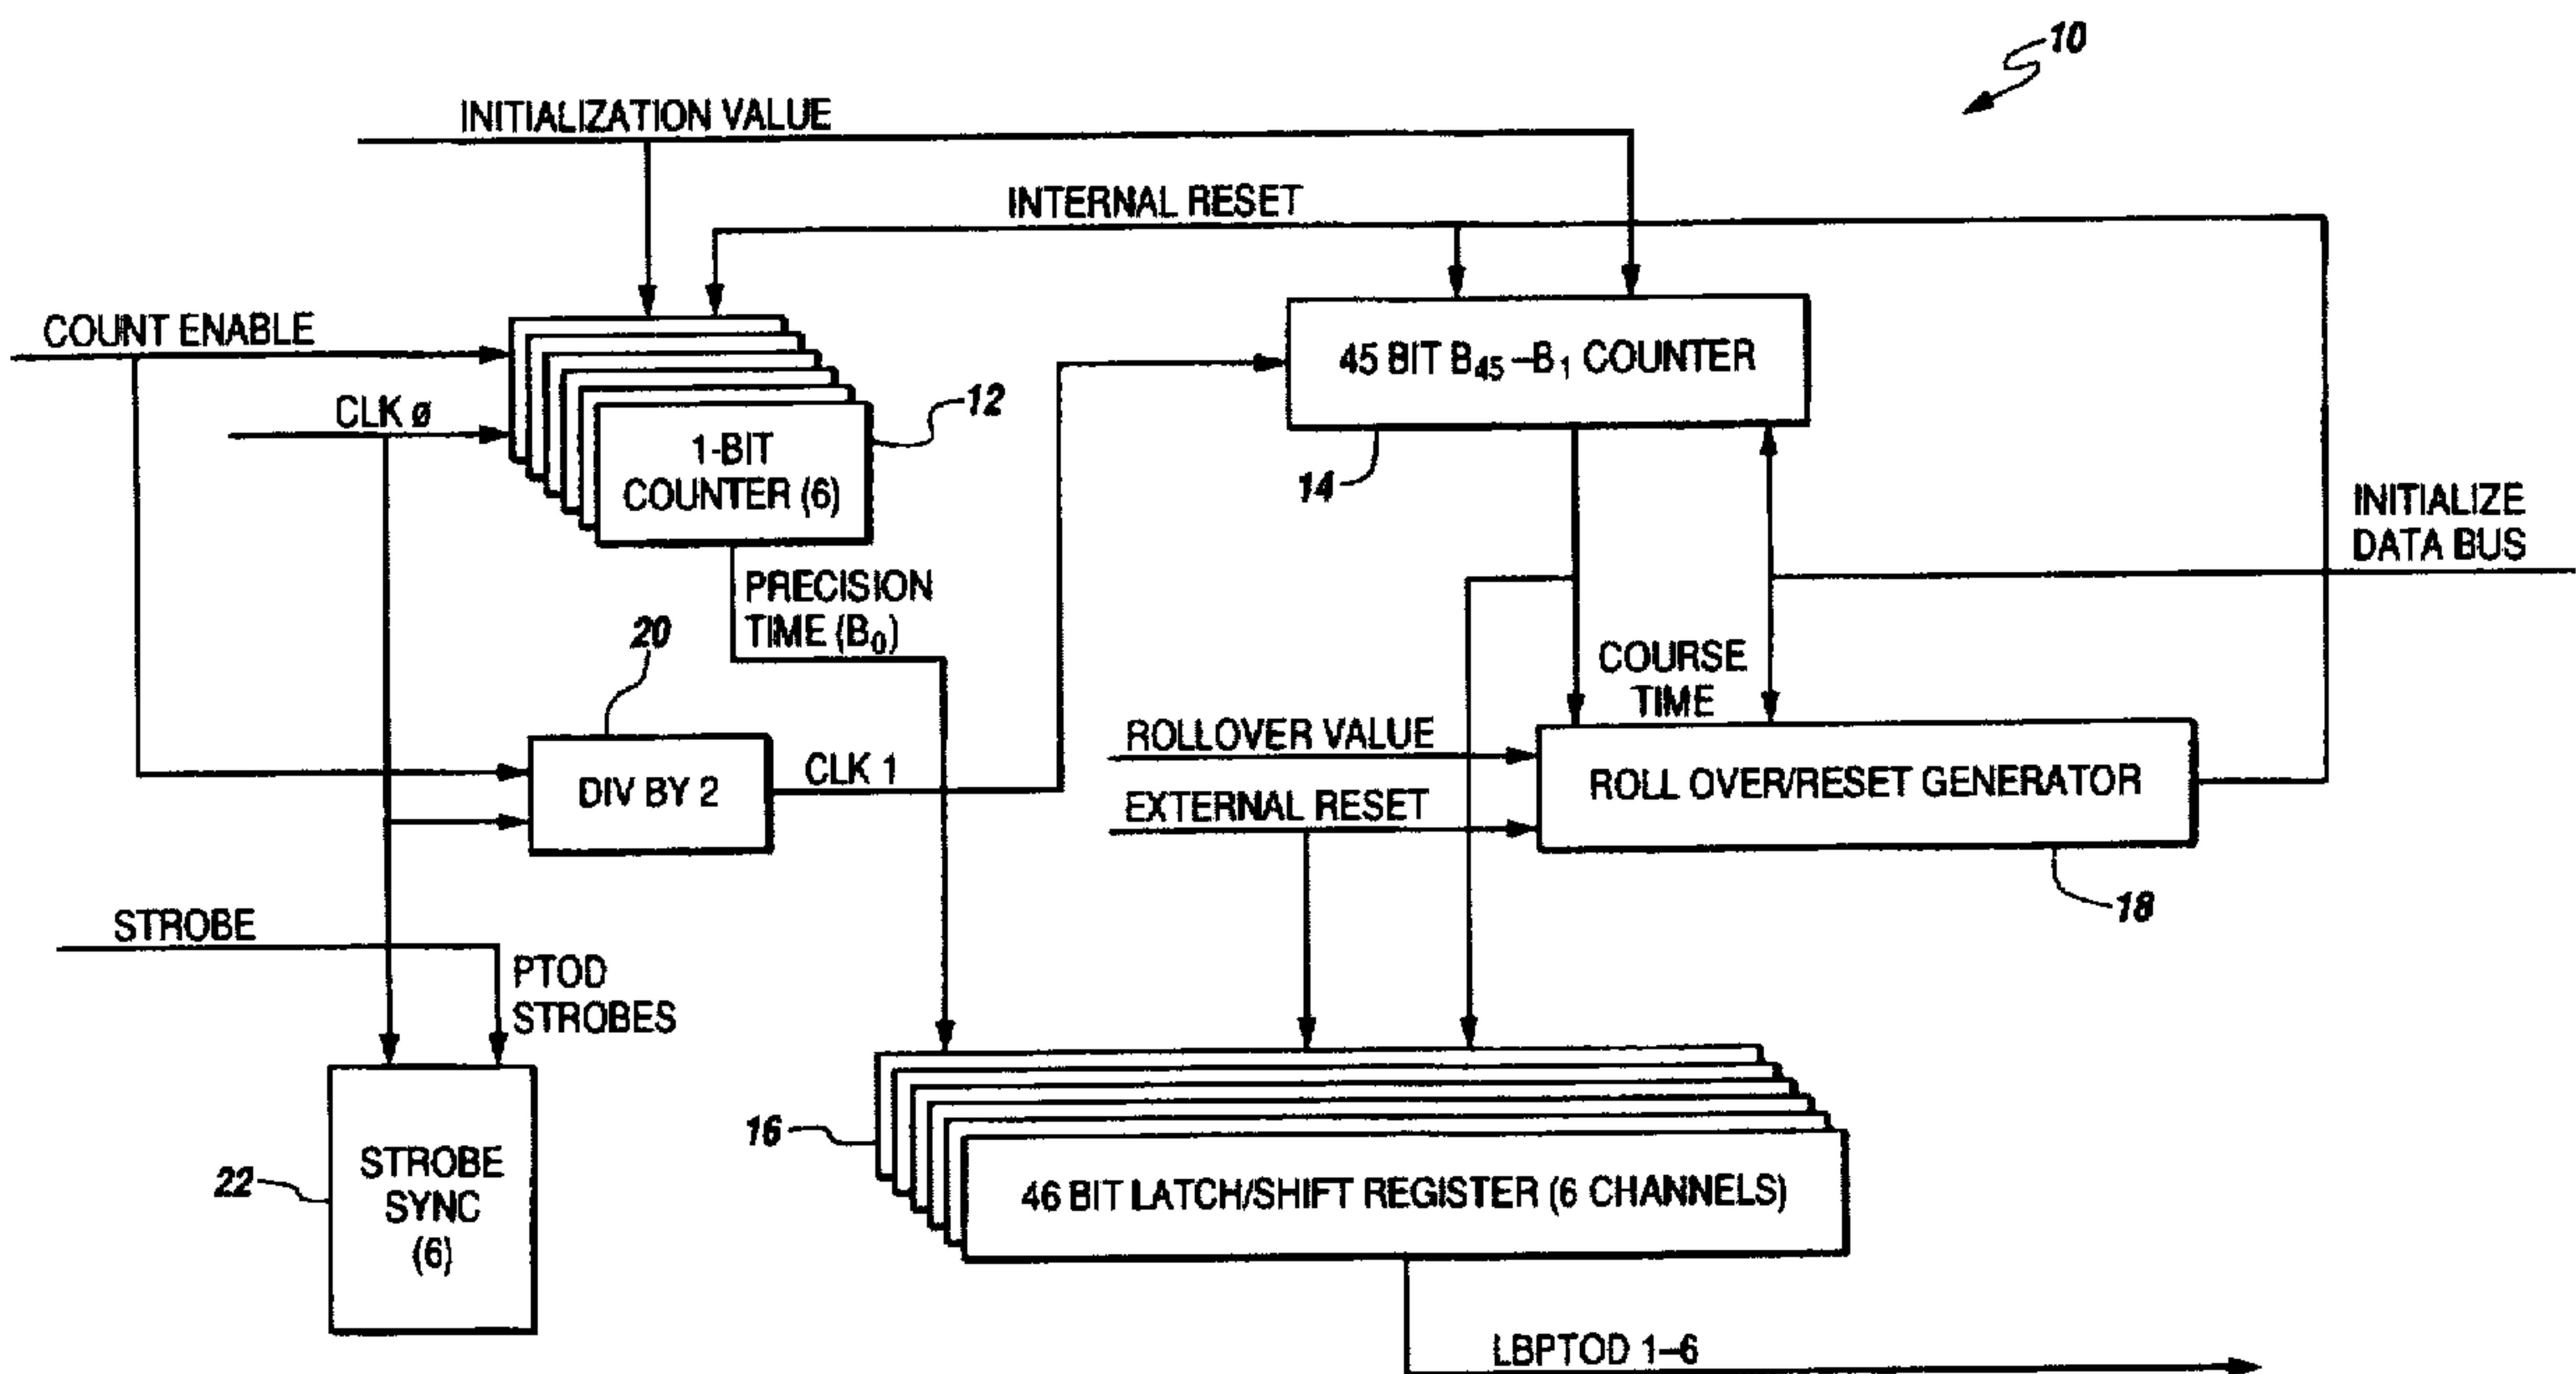 10
INITIALIZATION VALUE
INTERNAL RESET
COUNT ENABLE
CLK ø
1-BIT
COUNTER (6)
12
45 BIT B₄₅–B₁ COUNTER
14
INITIALIZE
DATA BUS
PRECISION
TIME (B₀)
20
DIV BY 2
CLK 1
COURSE
TIME
ROLLOVER VALUE
EXTERNAL RESET
ROLL OVER/RESET GENERATOR
18
STROBE
PTOD
STROBES
22
STROBE
SYNC
(6)
16
46 BIT LATCH/SHIFT REGISTER (6 CHANNELS)
LBPTOD 1–6